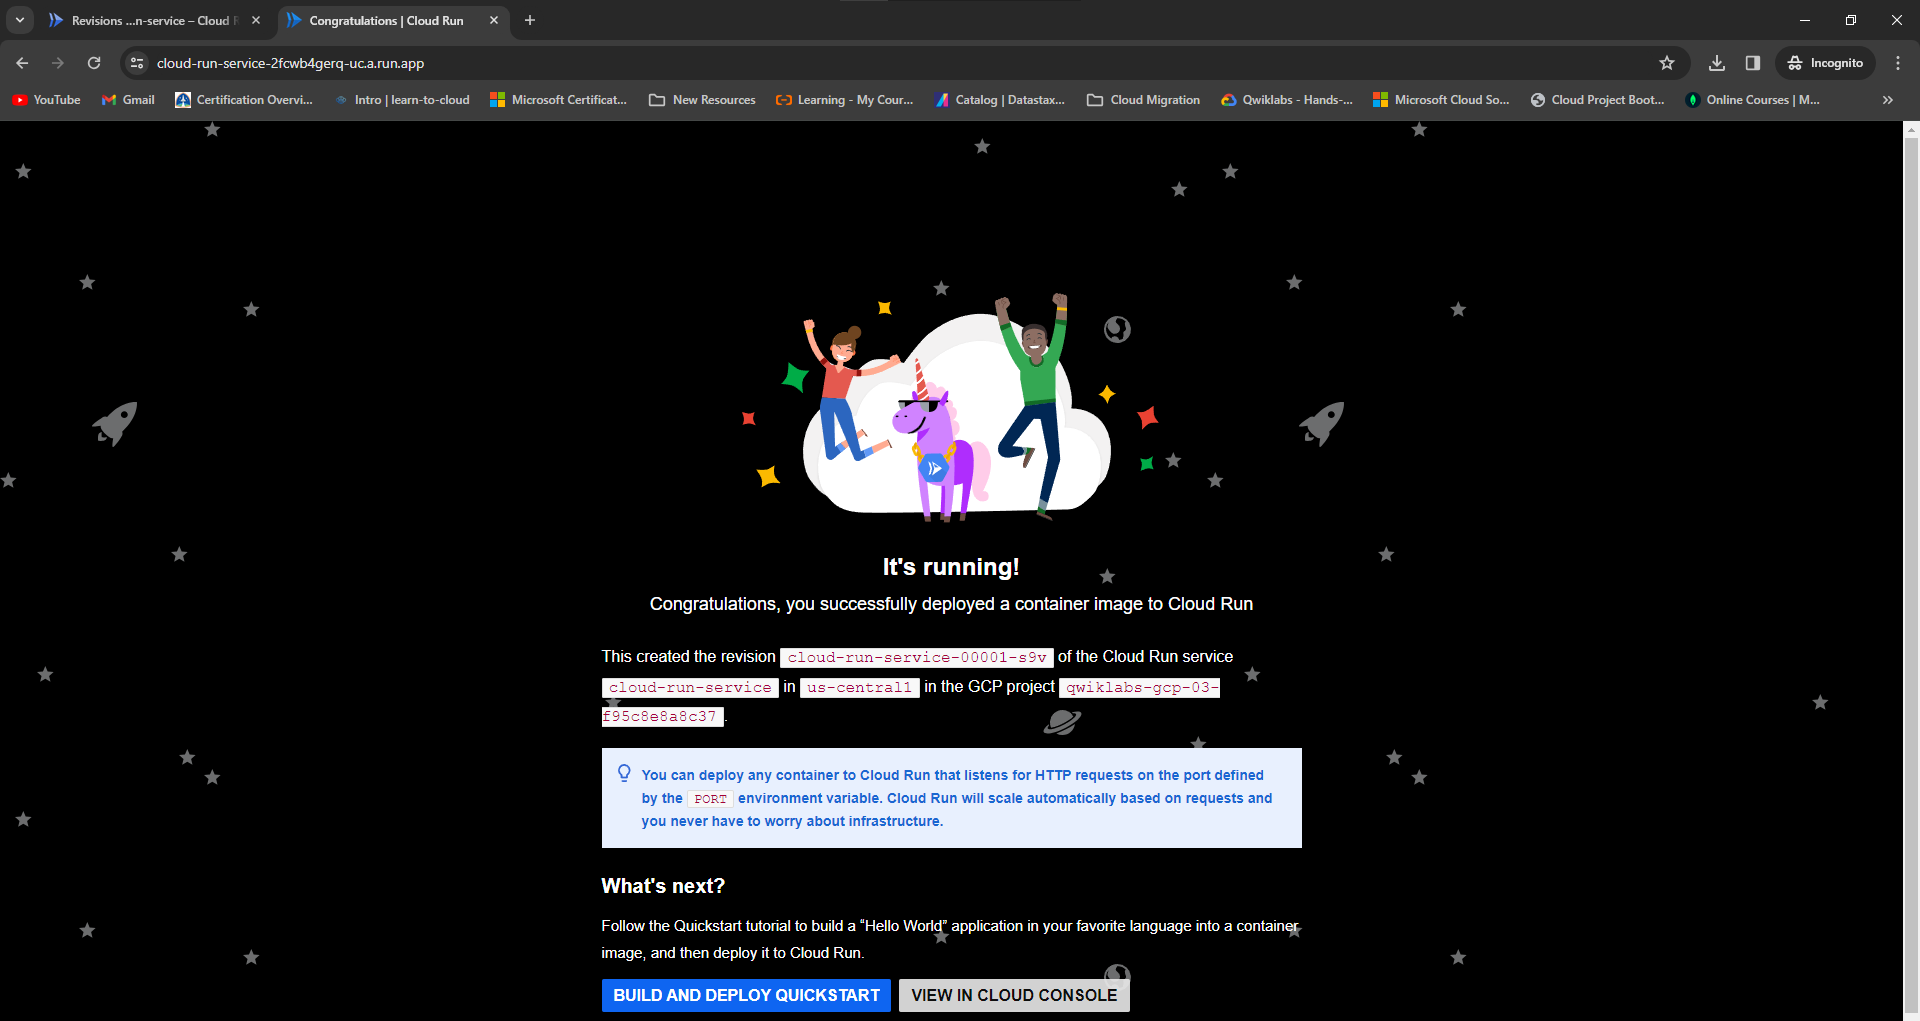 Revisions ...n-service – Cloud R
Congratulations | Cloud Run
cloud-run-service-2fcwb4gerq-uc.a.run.app
Incognito
YouTube
Gmail
Certification Overvi...
Intro | learn-to-cloud
Microsoft Certificat...
New Resources
Learning - My Cour...
Catalog | Datastax...
Cloud Migration
Qwiklabs - Hands-...
Microsoft Cloud So...
Cloud Project Boot...
Online Courses | M...
It's running!
Congratulations, you successfully deployed a container image to Cloud Run
This created the revision cloud-run-service-00001-s9v of the Cloud Run service
cloud-run-service in us-central1 in the GCP project qwiklabs-gcp-03-
f95c8e8a8c37.
You can deploy any container to Cloud Run that listens for HTTP requests on the port defined
by the PORT environment variable. Cloud Run will scale automatically based on requests and
you never have to worry about infrastructure.
What's next?
Follow the Quickstart tutorial to build a “Hello World” application in your favorite language into a container
image, and then deploy it to Cloud Run.
BUILD AND DEPLOY QUICKSTART
VIEW IN CLOUD CONSOLE